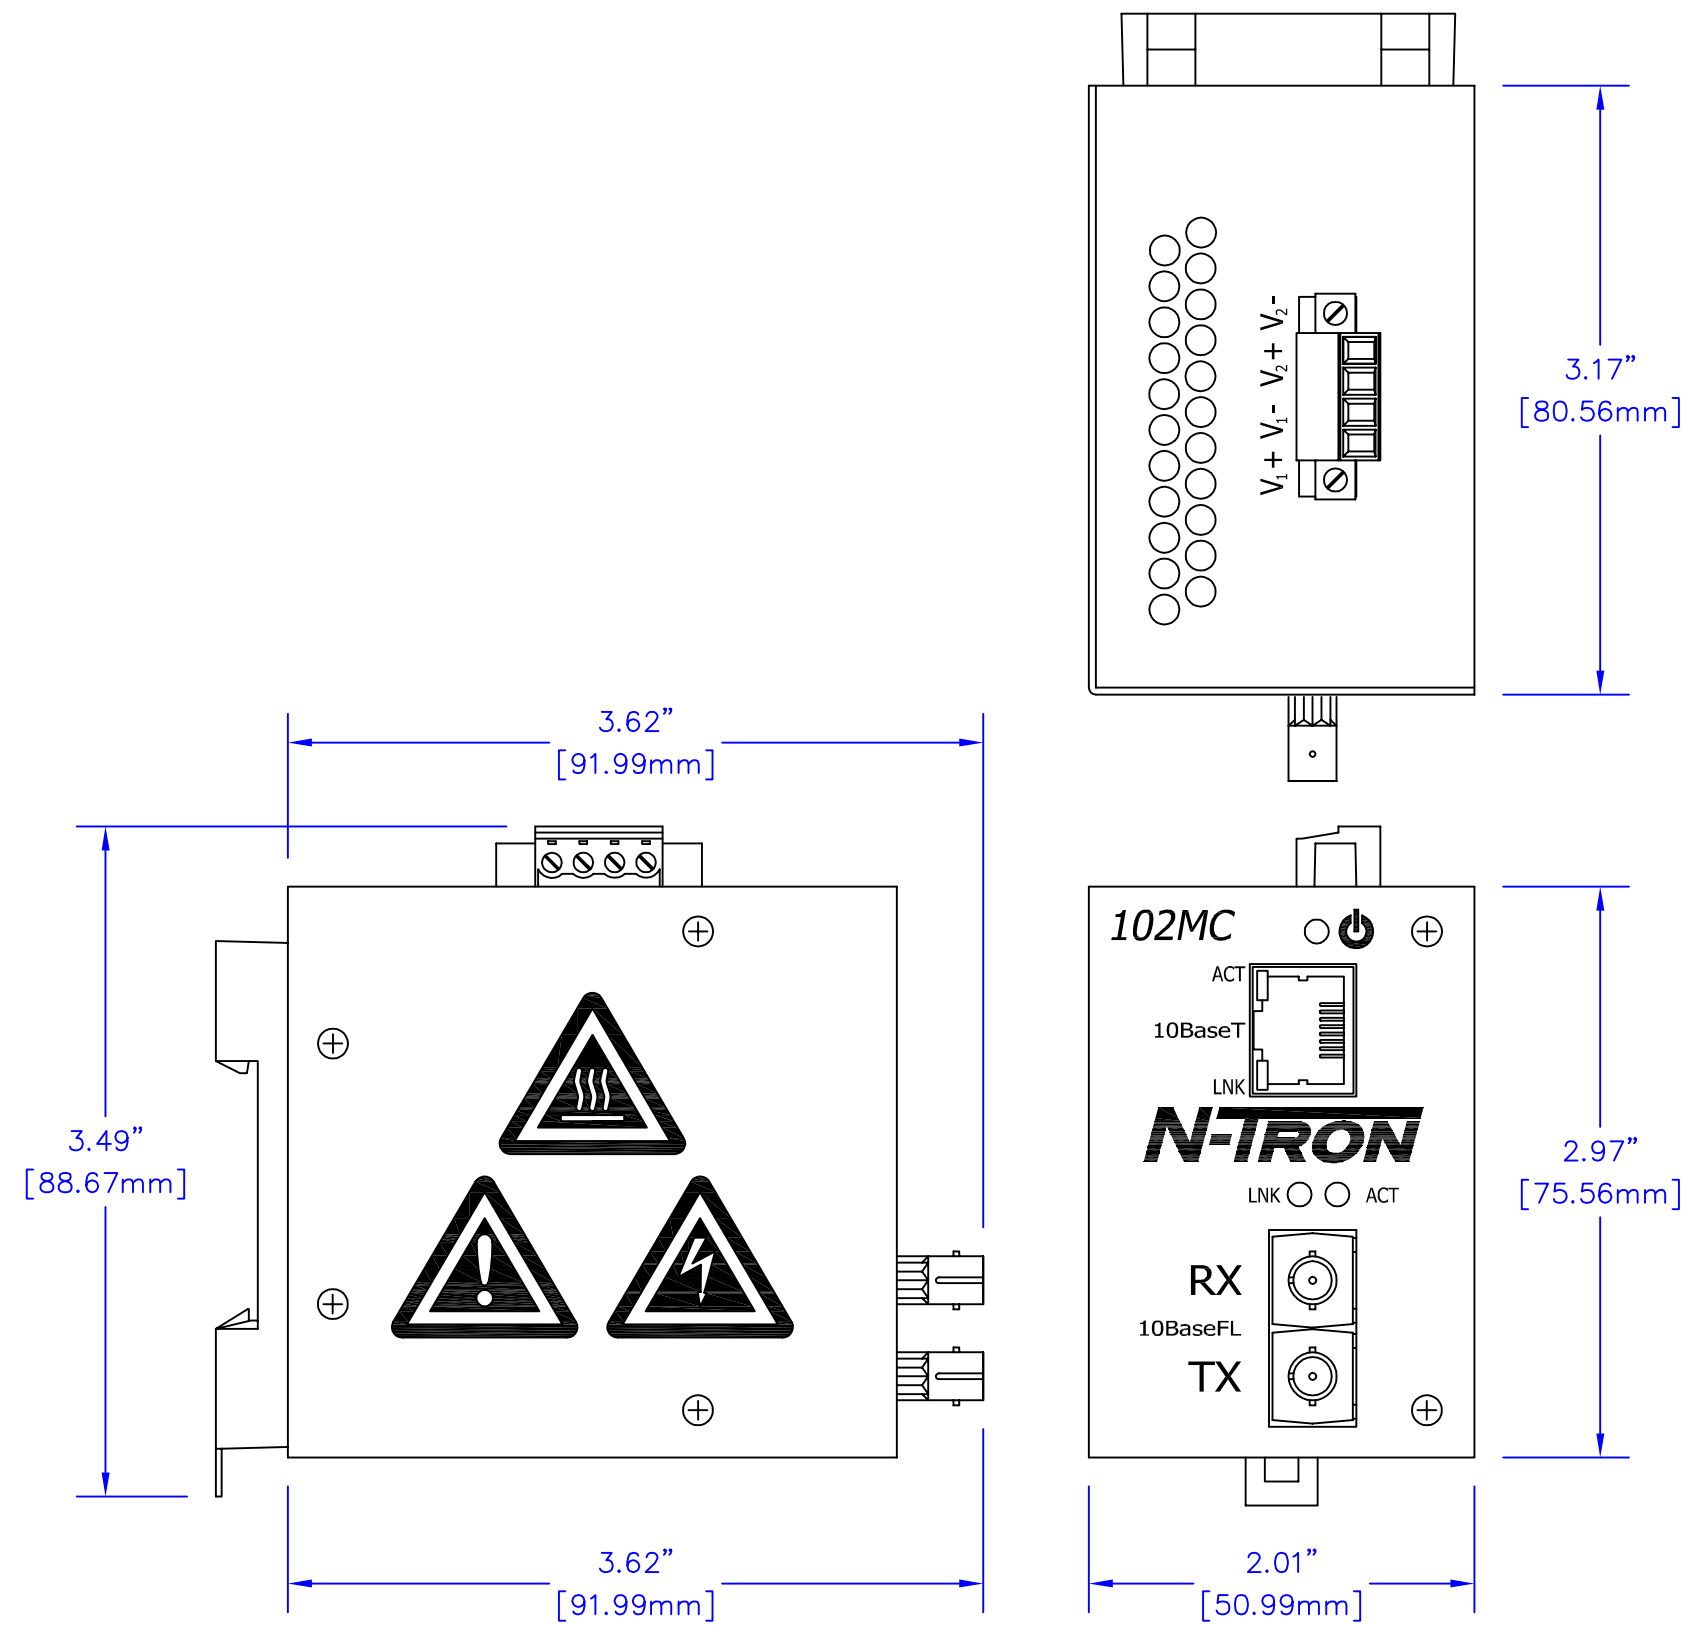 V₂-
V₂+
V₁-
V₁+
3.17”
[80.56mm]
3.62”
[91.99mm]
3.49”
[88.67mm]
102MC
ACT
10BaseT
LNK
N-TRON
LNK
ACT
RX
10BaseFL
TX
2.97”
[75.56mm]
3.62”
[91.99mm]
2.01”
[50.99mm]